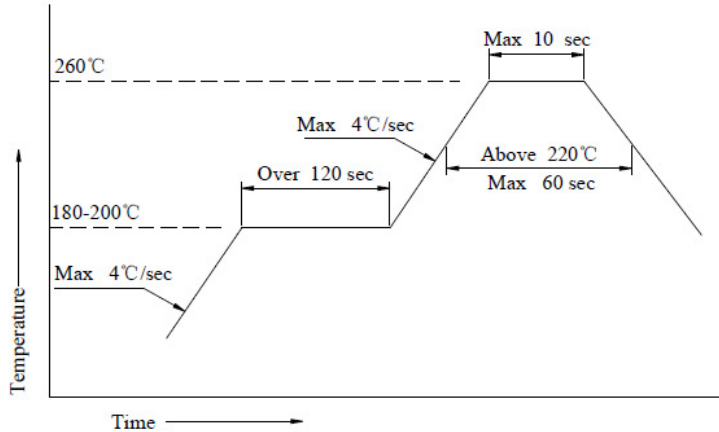 Max 10 sec
260℃
Max 4℃/sec
Above 220℃
Max 60 sec
Over 120 sec
180-200℃
Max 4℃/sec
Temperature
Time